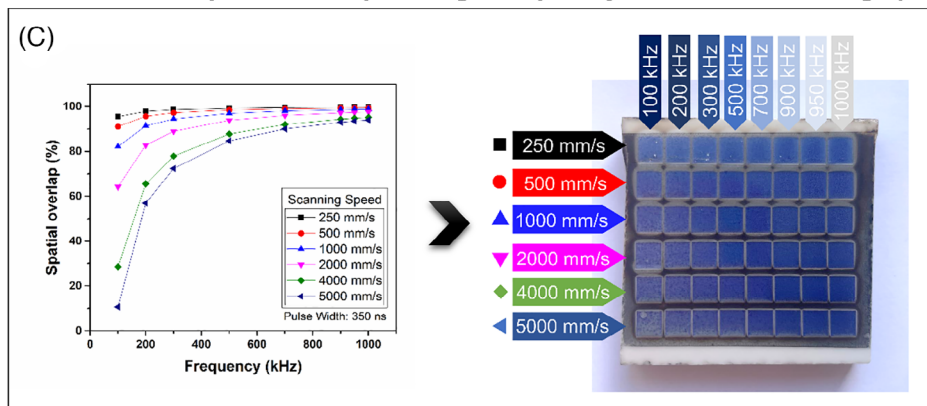 (C)
Spatial overlap (%)
100
80
60
40
20
0
0
200
400
600
800
1000
Frequency (kHz)
Scanning Speed
250 mm/s
500 mm/s
1000 mm/s
2000 mm/s
4000 mm/s
5000 mm/s
Pulse Width: 350 ns
100 kHz
200 kHz
300 kHz
500 kHz
700 kHz
900 kHz
950 kHz
1000 kHz
250 mm/s
500 mm/s
1000 mm/s
2000 mm/s
4000 mm/s
5000 mm/s